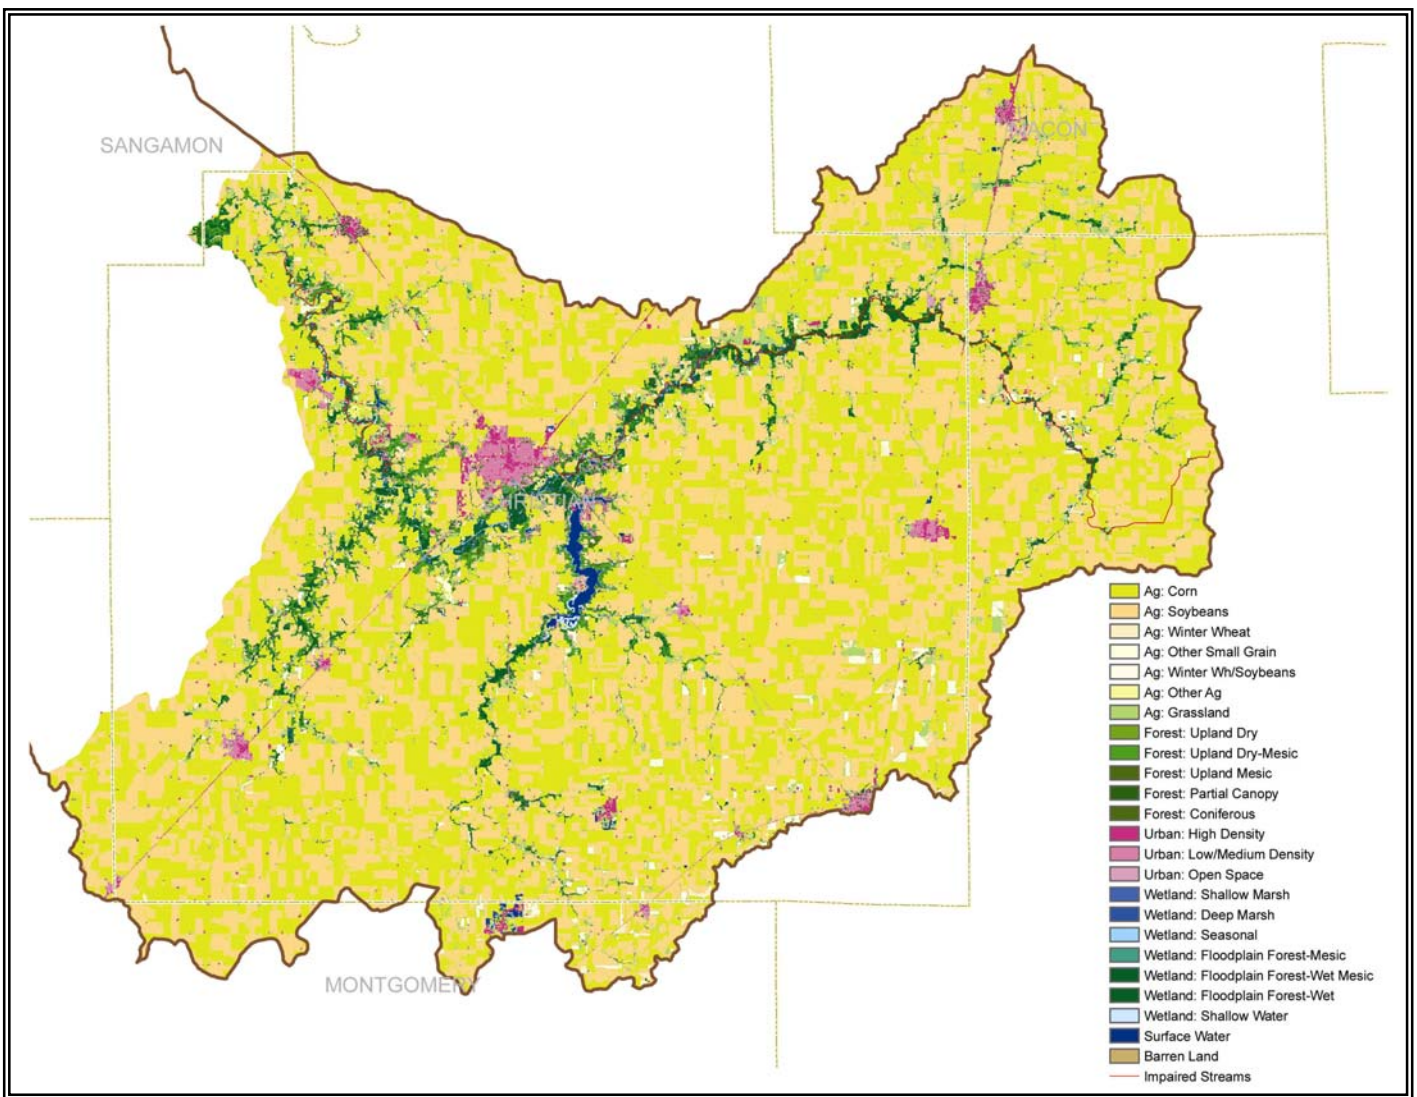 SANGAMON
MACON
CHRISTIAN
MONTGOMERY
Ag: Corn
Ag: Soybeans
Ag: Winter Wheat
Ag: Other Small Grain
Ag: Winter Wh/Soybeans
Ag: Other Ag
Ag: Grassland
Forest: Upland Dry
Forest: Upland Dry-Mesic
Forest: Upland Mesic
Forest: Partial Canopy
Forest: Coniferous
Urban: High Density
Urban: Low/Medium Density
Urban: Open Space
Wetland: Shallow Marsh
Wetland: Deep Marsh
Wetland: Seasonal
Wetland: Floodplain Forest-Mesic
Wetland: Floodplain Forest-Wet Mesic
Wetland: Floodplain Forest-Wet
Wetland: Shallow Water
Surface Water
Barren Land
Impaired Streams